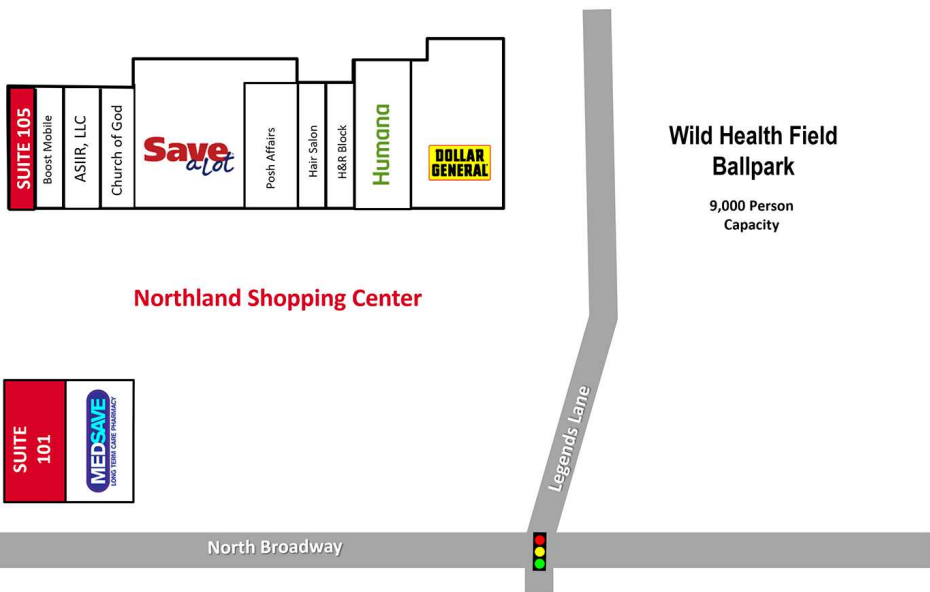 SUITE 105
Boost Mobile
ASIIR, LLC
Church of God
Save
a lot
Posh Affairs
Hair Salon
H&R Block
Humana
DOLLAR
GENERAL
Wild Health Field
Ballpark
9,000 Person
Capacity
Northland Shopping Center
SUITE
101
MEDSAVE
LONG TERM CARE PHARMACY
Legends Lane
North Broadway